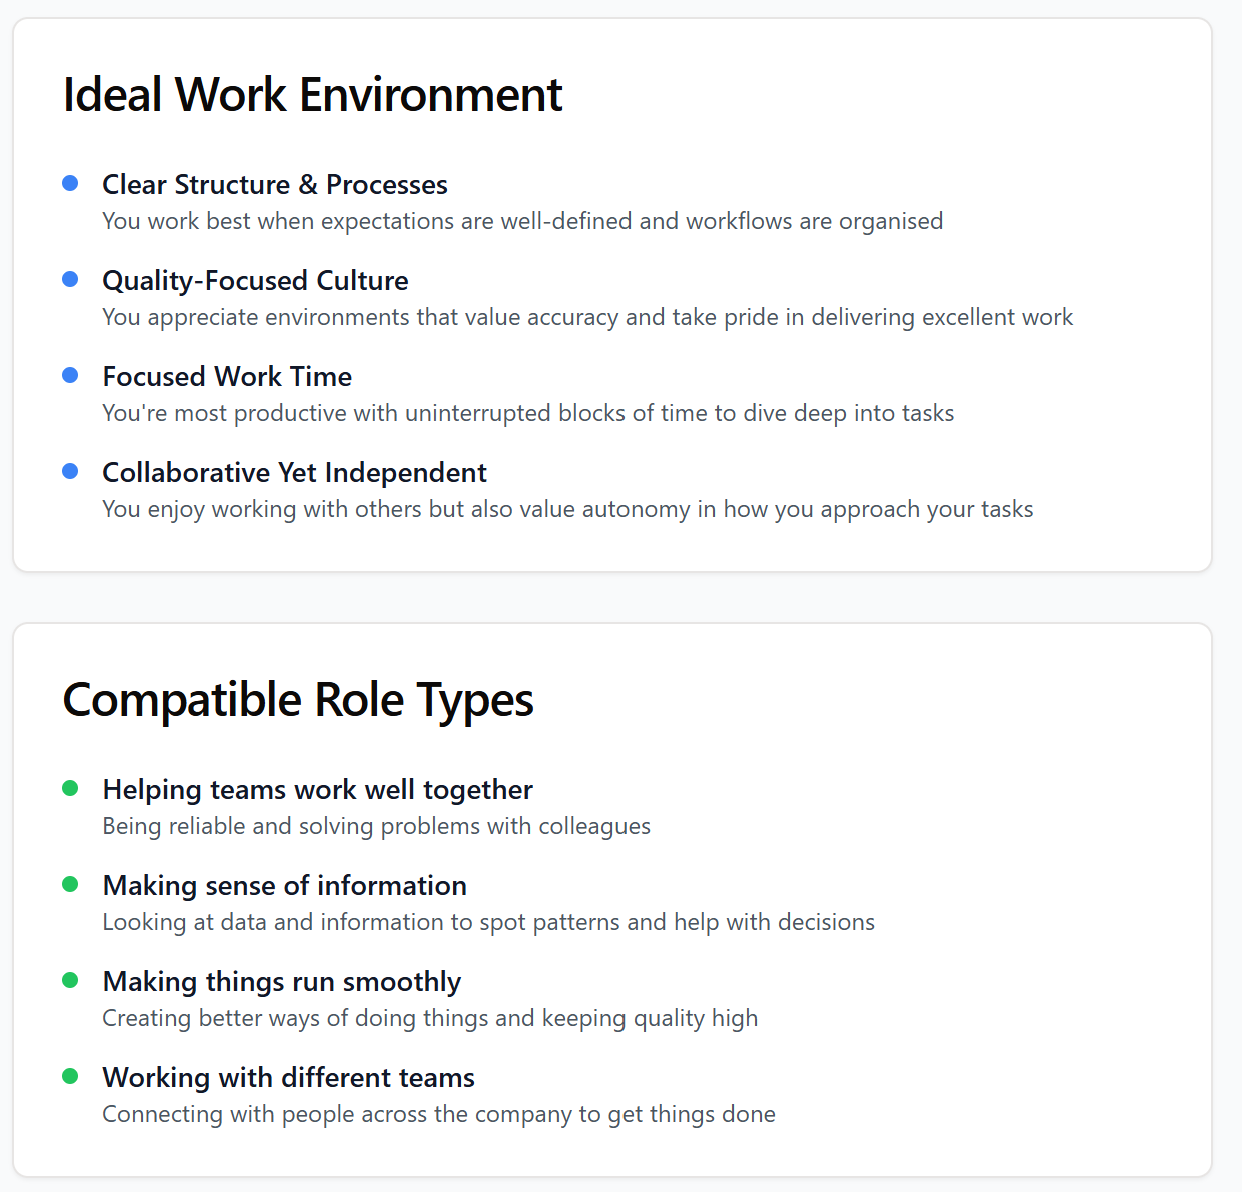 Ideal Work Environment
Clear Structure & Processes
You work best when expectations are well-defined and workflows are organised
Quality-Focused Culture
You appreciate environments that value accuracy and take pride in delivering excellent work
Focused Work Time
You're most productive with uninterrupted blocks of time to dive deep into tasks
Collaborative Yet Independent
You enjoy working with others but also value autonomy in how you approach your tasks
Compatible Role Types
Helping teams work well together
Being reliable and solving problems with colleagues
Making sense of information
Looking at data and information to spot patterns and help with decisions
Making things run smoothly
Creating better ways of doing things and keeping quality high
Working with different teams
Connecting with people across the company to get things done